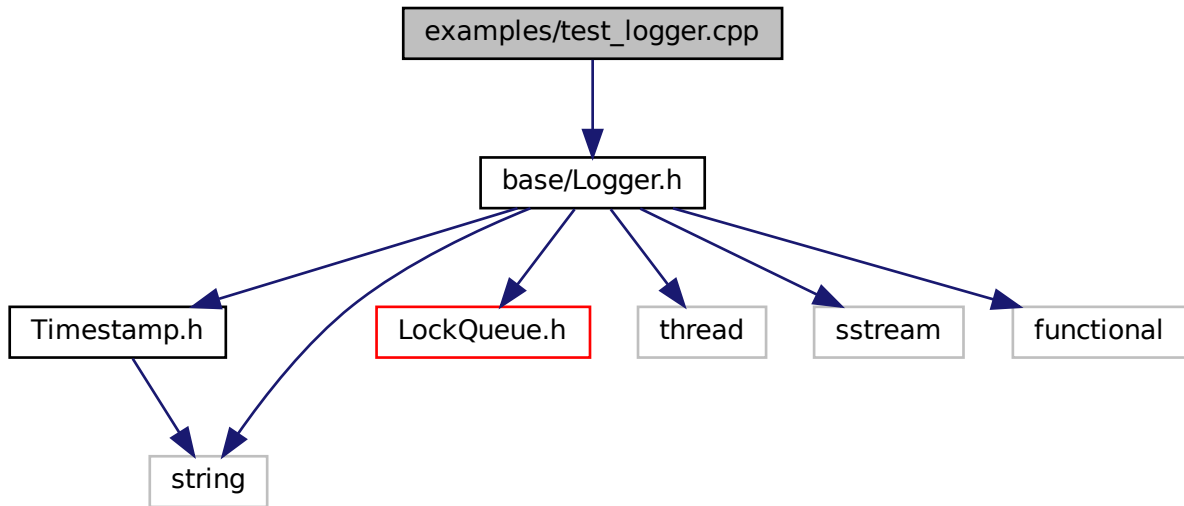 examples/test_logger.cpp
base/Logger.h
Timestamp.h
LockQueue.h
thread
sstream
functional
string